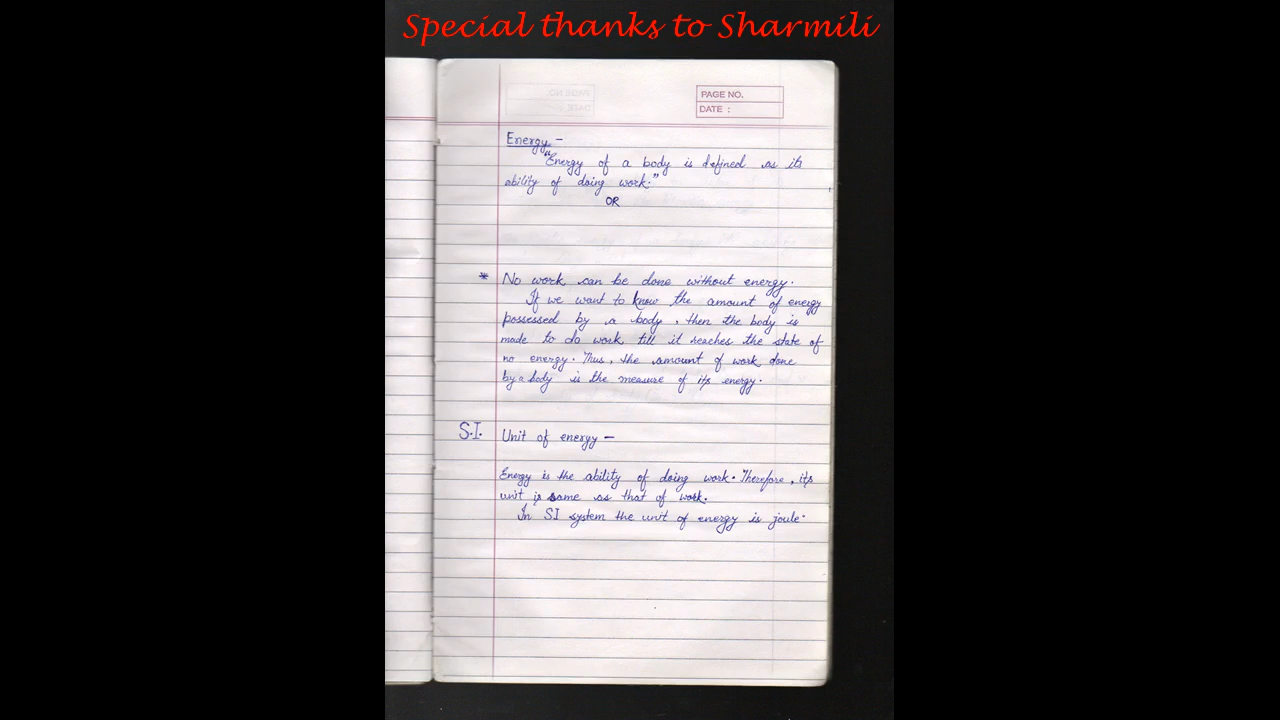 Special thanks to Sharmili
PAGE NO.
DATE :
Energy -
"Energy of a body is defined as its
ability of doing work."
OR
* No work can be done without energy.
If we want to know the amount of energy
possessed by a body, then the body is
made to do work till it reaches the state of
no energy. Thus, the amount of work done
by a body is the measure of its energy.
S.I. Unit of energy -
Energy is the ability of doing work. Therefore, its
unit is same as that of work.
In SI system the unit of energy is joule.